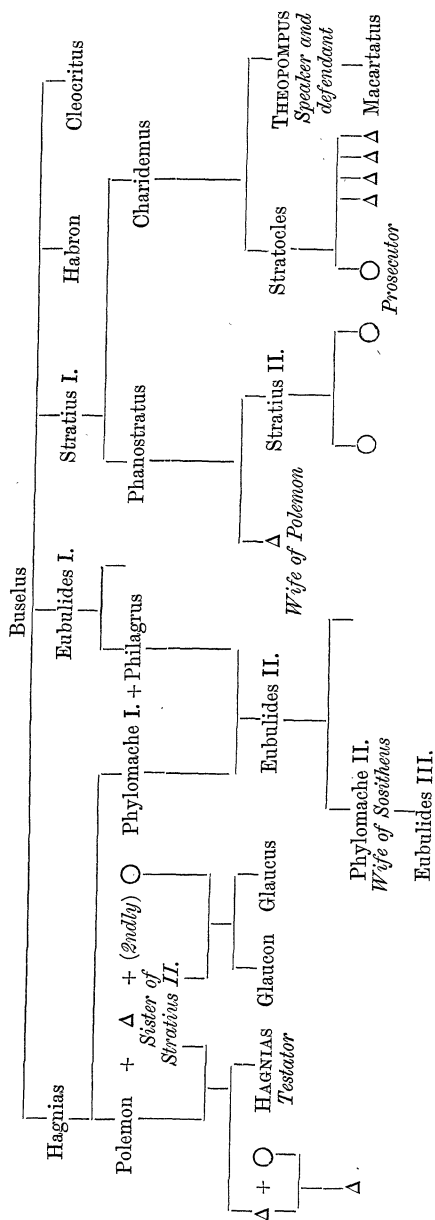 Buselus
Hagnias
Eubulides I.
Stratius I.
Habron
Cleocritus
Polemon + Δ + (2ndly) O
Sister of
Stratius II.
Phylomache I. + Philagrus
Phanostratus
Charidemus
HAGNIAS
Testator
Glaucon
Glaucus
Eubulides II.
Δ
Wife of Polemon
Stratius II.
Stratocles
THEOPOMPUS
Speaker and
defendant
Δ + O
Δ
Phylomache II.
Wife of Sositheus
Eubulides III.
O O
O Δ Δ Δ Δ
Prosecutor
Macartatus